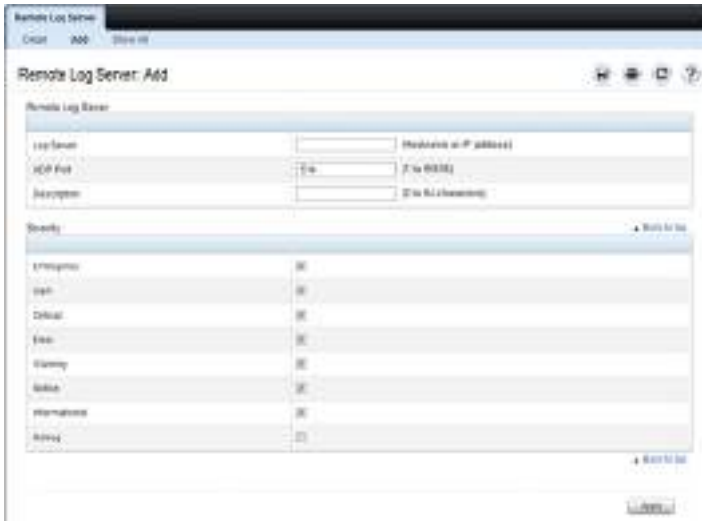 Remote Log Server
Detail Add Show All
Remote Log Server: Add
Remote Log Server
Log Server (Hostname or IP address)
UDP Port 514 (1 to 65535)
Description (0 to 64 characters)
Severity Back to top
Emergency
Alert
Critical
Error
Warning
Notice
Informational
Debug
Back to top
Apply